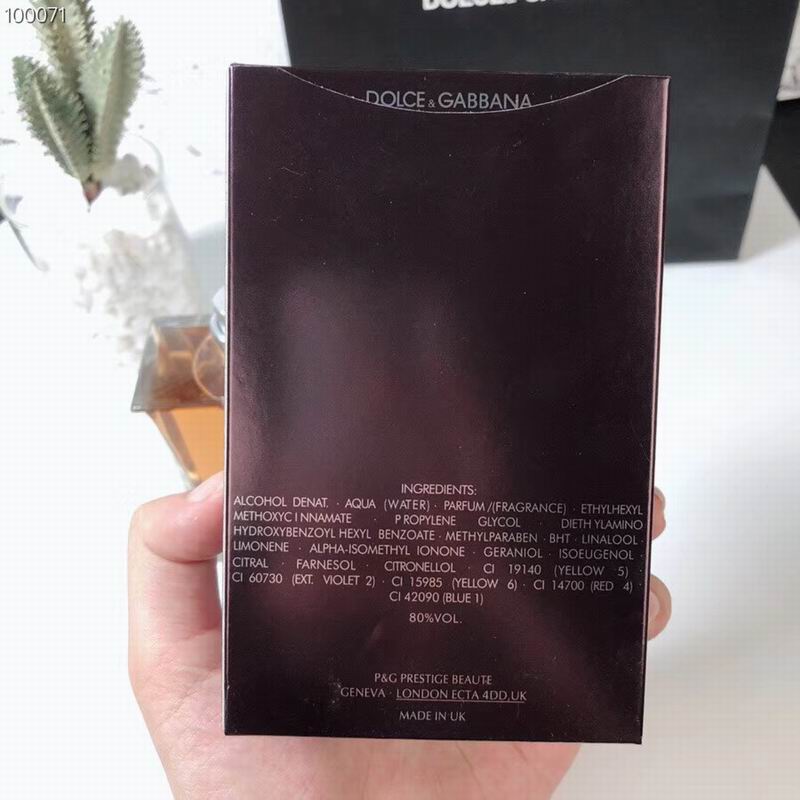 100071
DOLCE & GABBANA
INGREDIENTS:
ALCOHOL DENAT. · AQUA (WATER) · PARFUM /(FRAGRANCE) · ETHYLHEXYL
METHOXYC I NNAMATE · P ROPYLENE GLYCOL · DIETH YLAMINO
HYDROXYBENZOYL HEXYL BENZOATE · METHYLPARABEN · BHT · LINALOOL ·
LIMONENE · ALPHA-ISOMETHYL IONONE · GERANIOL · ISOEUGENOL ·
CITRAL · FARNESOL · CITRONELLOL · CI 19140 (YELLOW 5) ·
CI 60730 (EXT. VIOLET 2) · CI 15985 (YELLOW 6) · CI 14700 (RED 4) ·
CI 42090 (BLUE 1)
80%VOL.
P&G PRESTIGE BEAUTE
GENEVA · LONDON ECTA 4DD,UK
MADE IN UK